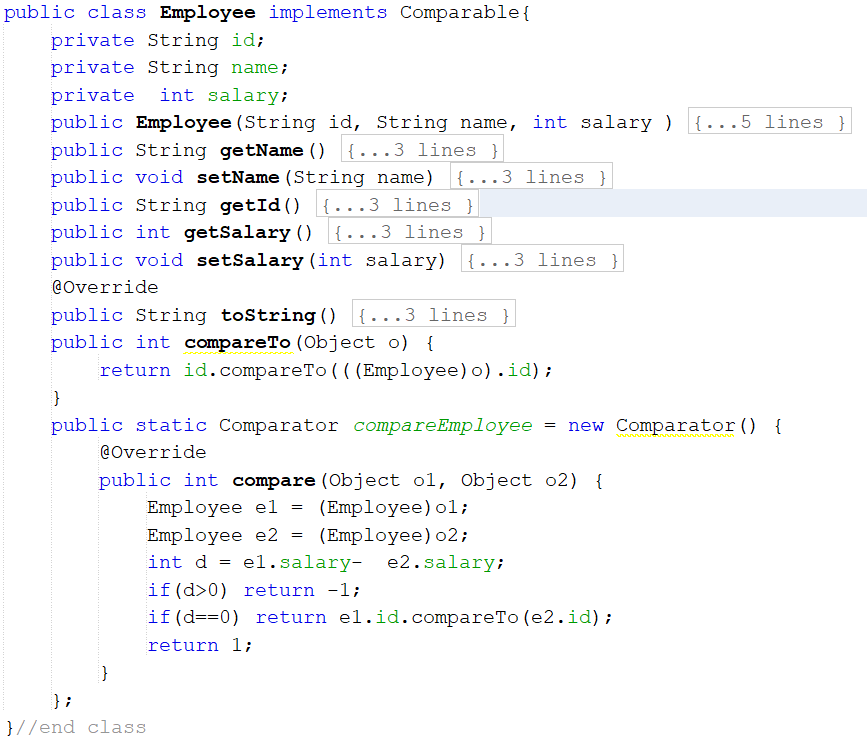 public class Employee implements Comparable{
    private String id;
    private String name;
    private  int salary;
    public Employee(String id, String name, int salary ) {...5 lines }
    public String getName() {...3 lines }
    public void setName(String name) {...3 lines }
    public String getId() {...3 lines }
    public int getSalary() {...3 lines }
    public void setSalary(int salary) {...3 lines }
    @Override
    public String toString() {...3 lines }
    public int compareTo(Object o) {
        return id.compareTo(((Employee)o).id);
    }
    public static Comparator compareEmployee = new Comparator() {
        @Override
        public int compare(Object o1, Object o2) {
            Employee e1 = (Employee)o1;
            Employee e2 = (Employee)o2;
            int d = e1.salary-  e2.salary;
            if(d>0) return -1;
            if(d==0) return e1.id.compareTo(e2.id);
            return 1;
        }
    };
}//end class